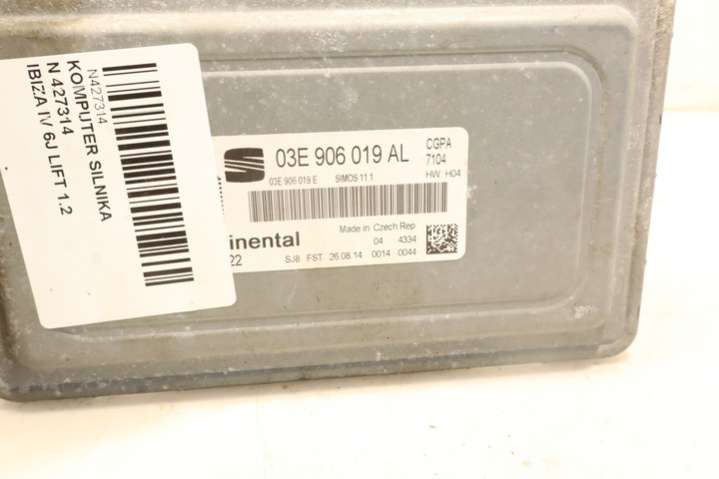 N427314
KOMPUTER SILNIKA
N 427314
IBIZA IV 6J LIFT 1.2
03E 906 019 AL
CGPA
7104
03E 906 019 E SIMOS 11.1
HW: H04
Made in Czech Rep
04 4334
inental
22 SJ8 FST 26.08.14 0014 0044